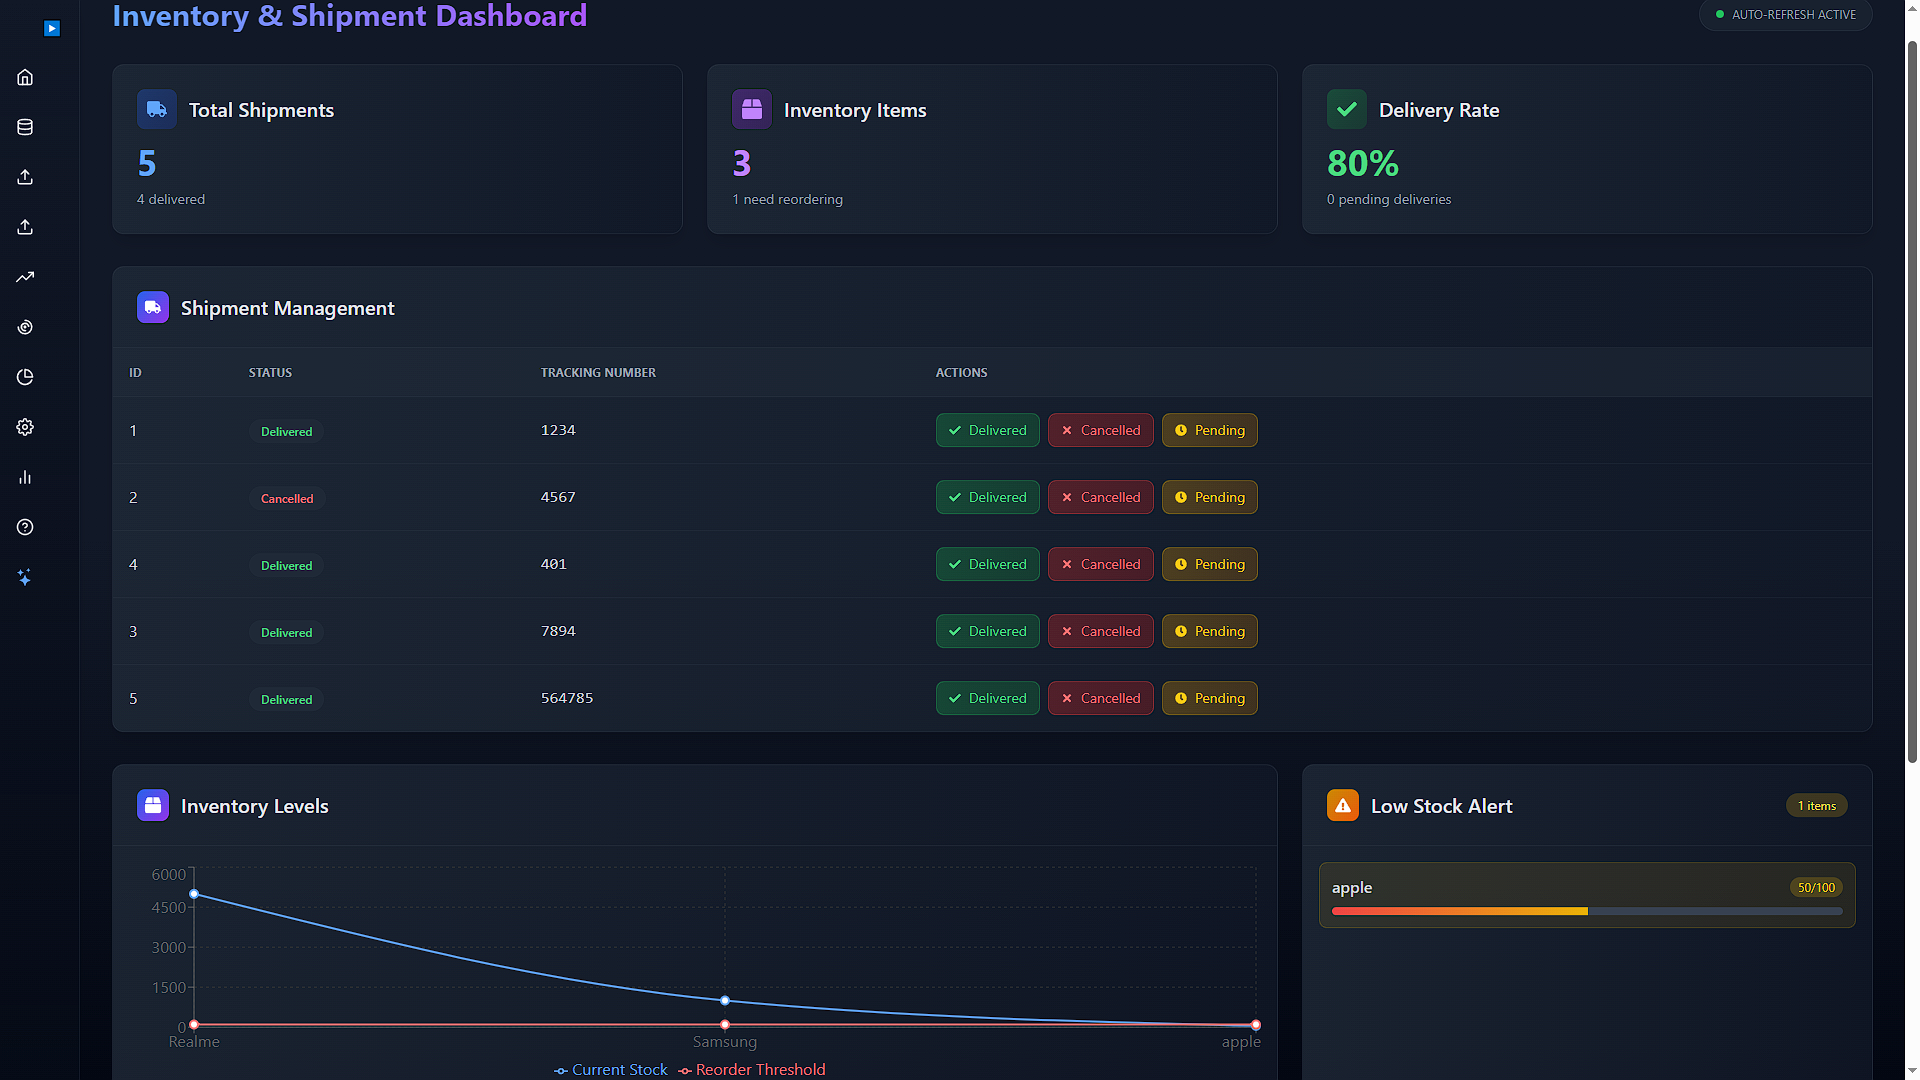 Inventory & Shipment Dashboard
AUTO-REFRESH ACTIVE
Total Shipments
5
4 delivered
Inventory Items
3
1 need reordering
Delivery Rate
80%
0 pending deliveries
Shipment Management
ID STATUS TRACKING NUMBER ACTIONS
1 Delivered 1234 Delivered Cancelled Pending
2 Cancelled 4567 Delivered Cancelled Pending
4 Delivered 401 Delivered Cancelled Pending
3 Delivered 7894 Delivered Cancelled Pending
5 Delivered 564785 Delivered Cancelled Pending
Inventory Levels
6000
4500
3000
1500
0
Realme Samsung apple
Current Stock Reorder Threshold
Low Stock Alert
1 items
apple
50/100